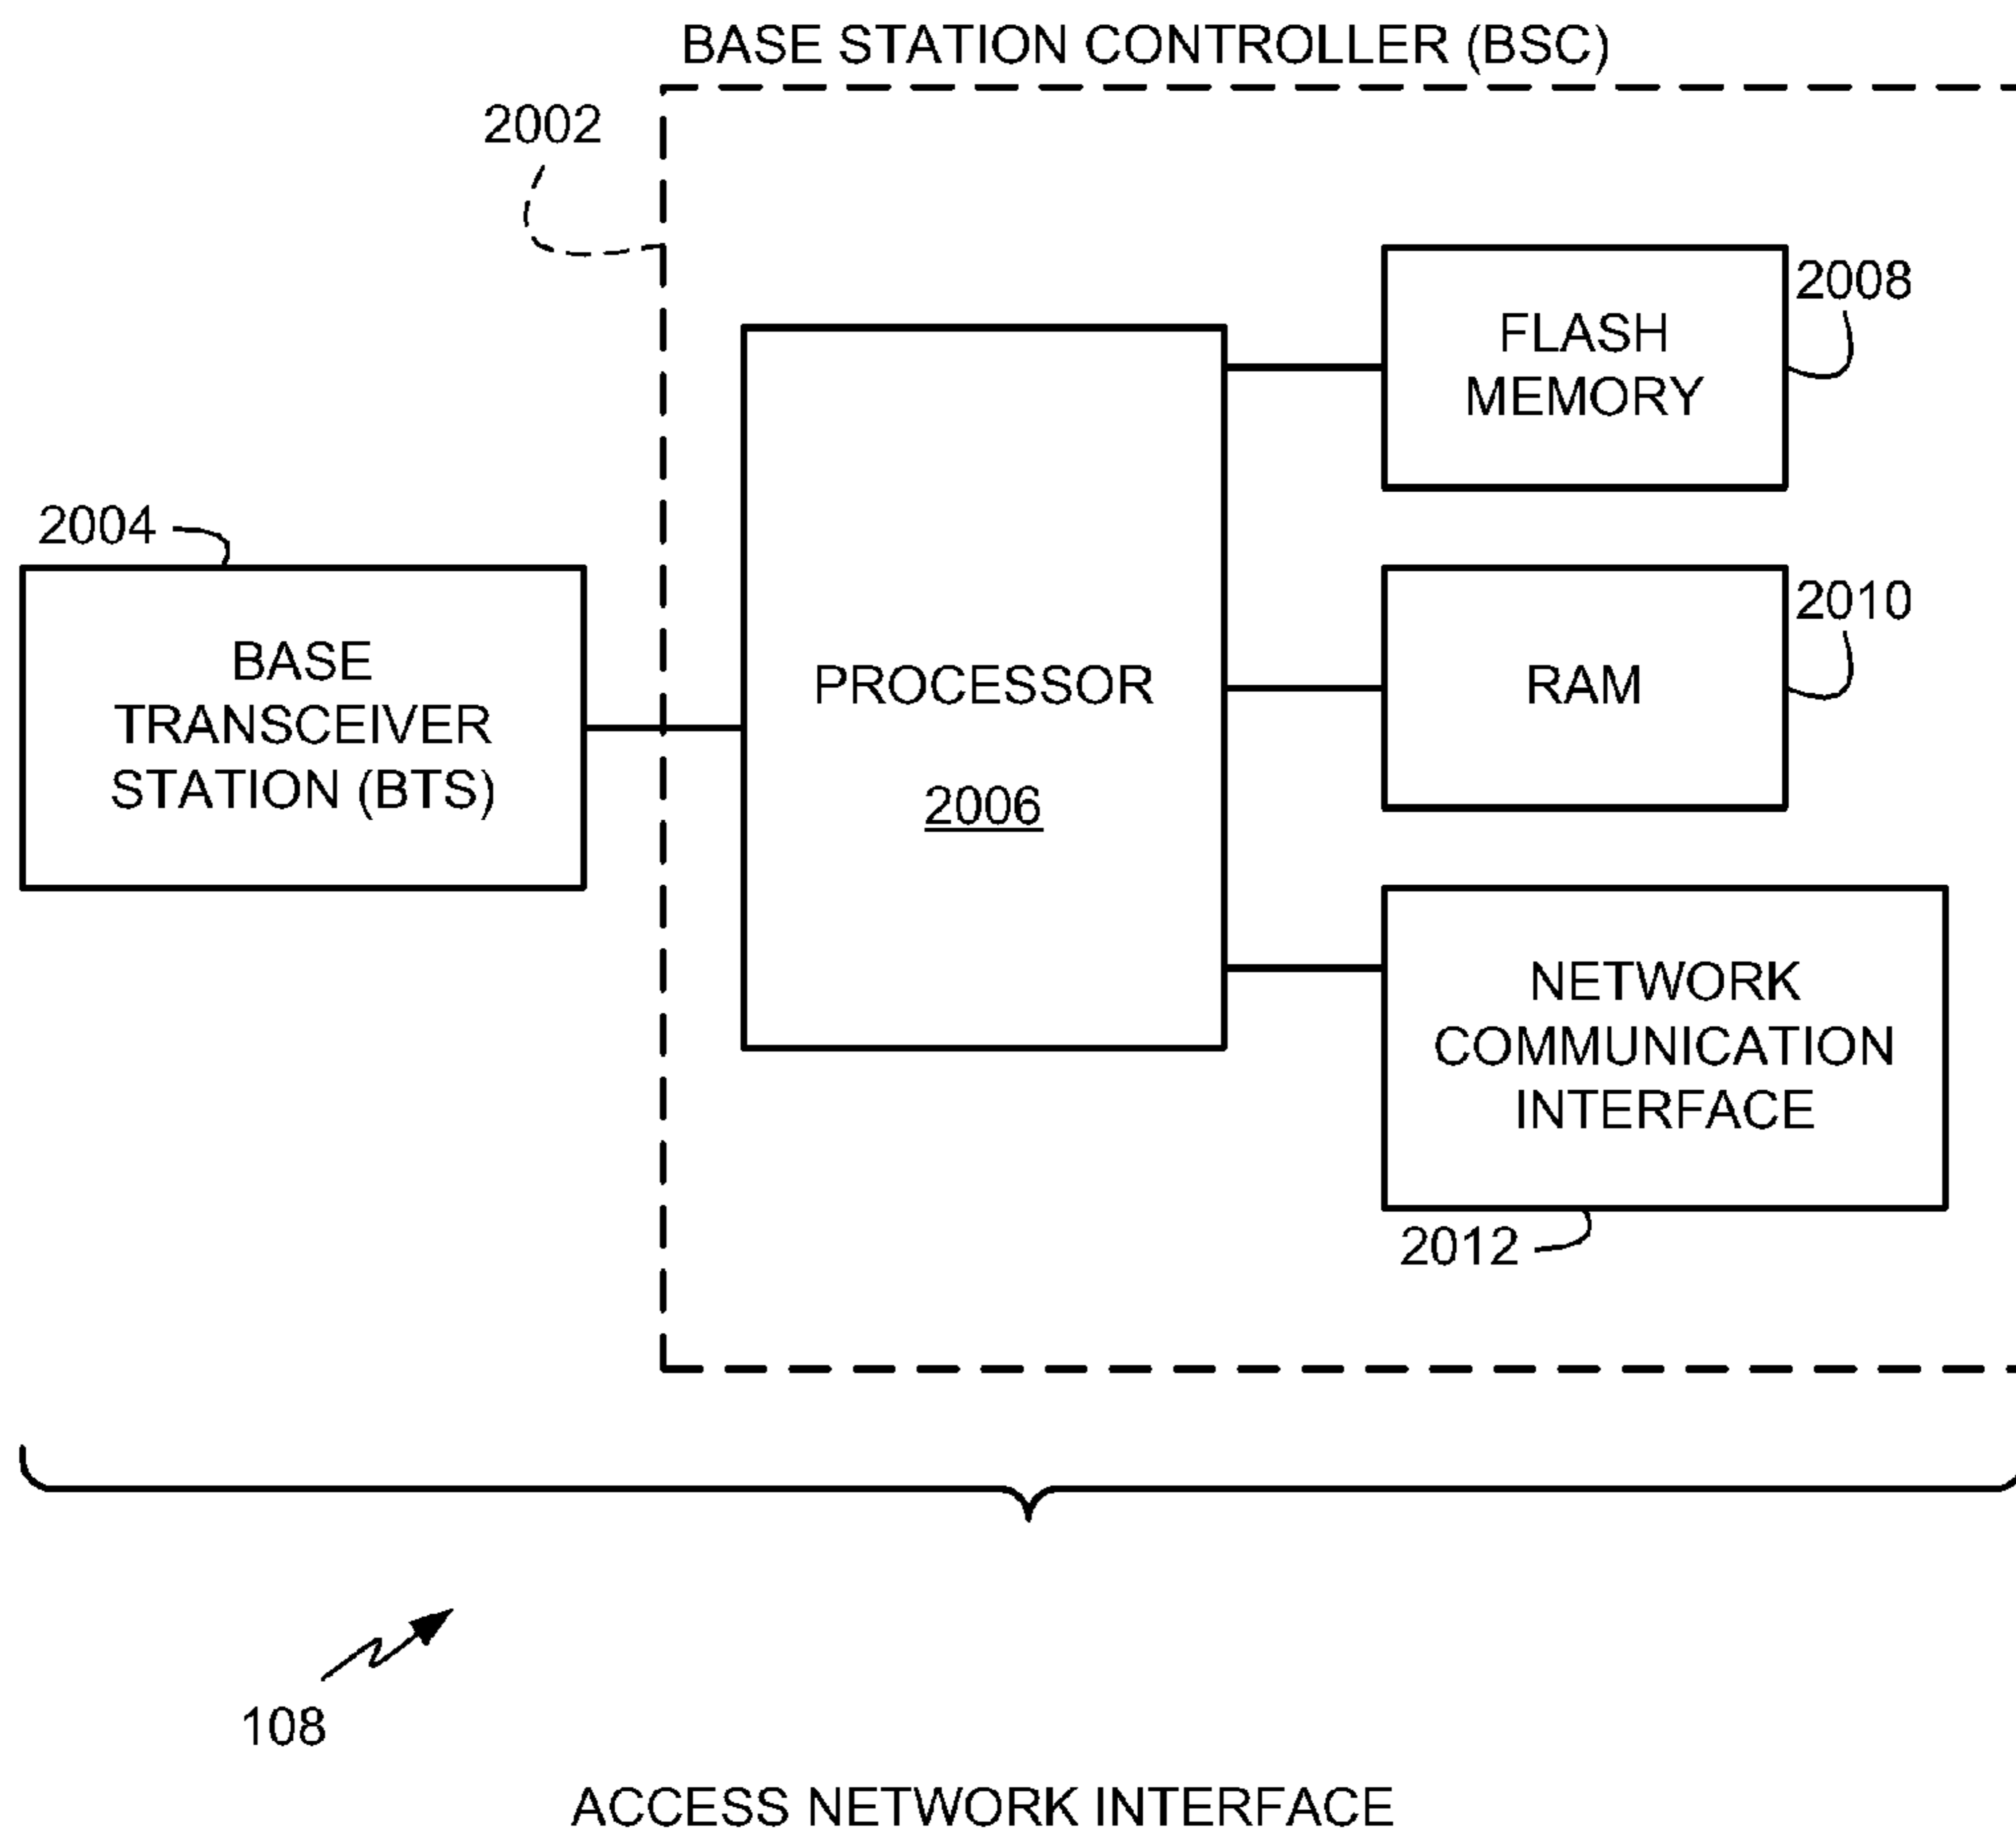 BASE STATION CONTROLLER (BSC)
2002
2008
FLASH
MEMORY
2004
2010
BASE
TRANSCEIVER
STATION (BTS)
PROCESSOR
2006
RAM
NETWORK
COMMUNICATION
INTERFACE
2012
108
ACCESS NETWORK INTERFACE